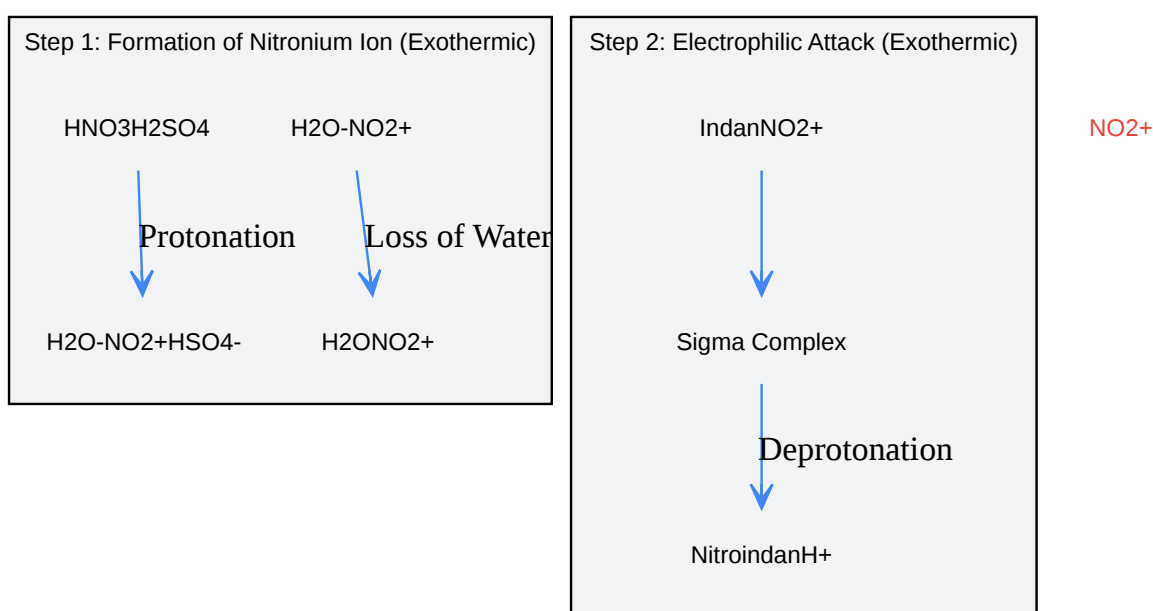 Step 1: Formation of Nitronium Ion (Exothermic)
HNO3H2SO4
H2O-NO2+
Protonation
Loss of Water
H2O-NO2+HSO4-
H2ONO2+
Step 2: Electrophilic Attack (Exothermic)
IndanNO2+
Sigma Complex
Deprotonation
NitroindanH+
NO2+